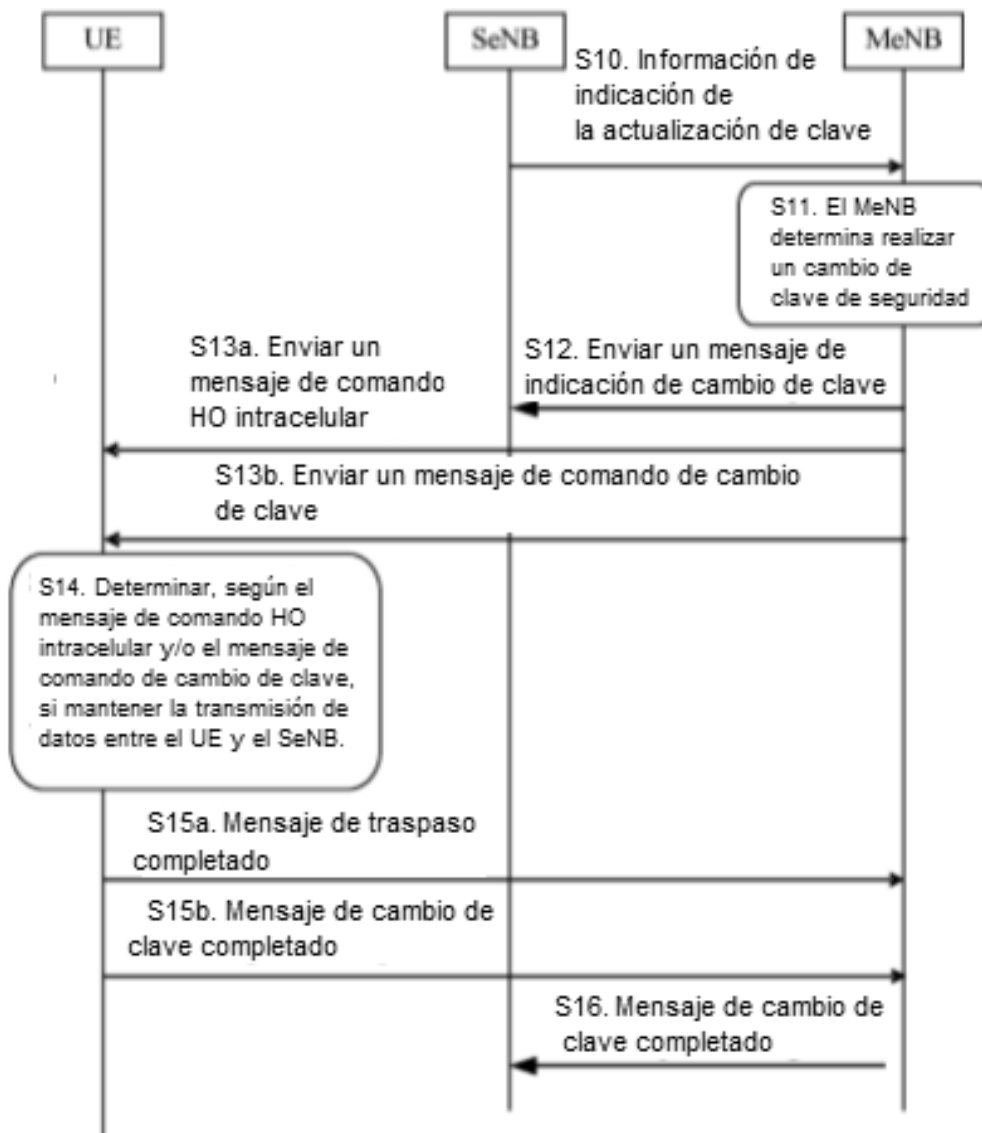 UE
SeNB
MeNB
S10. Información de
indicación de
la actualización de clave
S11. El MeNB
determina realizar
un cambio de
clave de seguridad
S12. Enviar un mensaje de
indicación de cambio de clave
S13a. Enviar un
mensaje de comando
HO intracelular
S13b. Enviar un mensaje de comando de cambio
de clave
S14. Determinar, según el
mensaje de comando HO
intracelular y/o el mensaje de
comando de cambio de clave,
si mantener la transmisión de
datos entre el UE y el SeNB.
S15a. Mensaje de traspaso
completado
S15b. Mensaje de cambio de
clave completado
S16. Mensaje de cambio de
clave completado